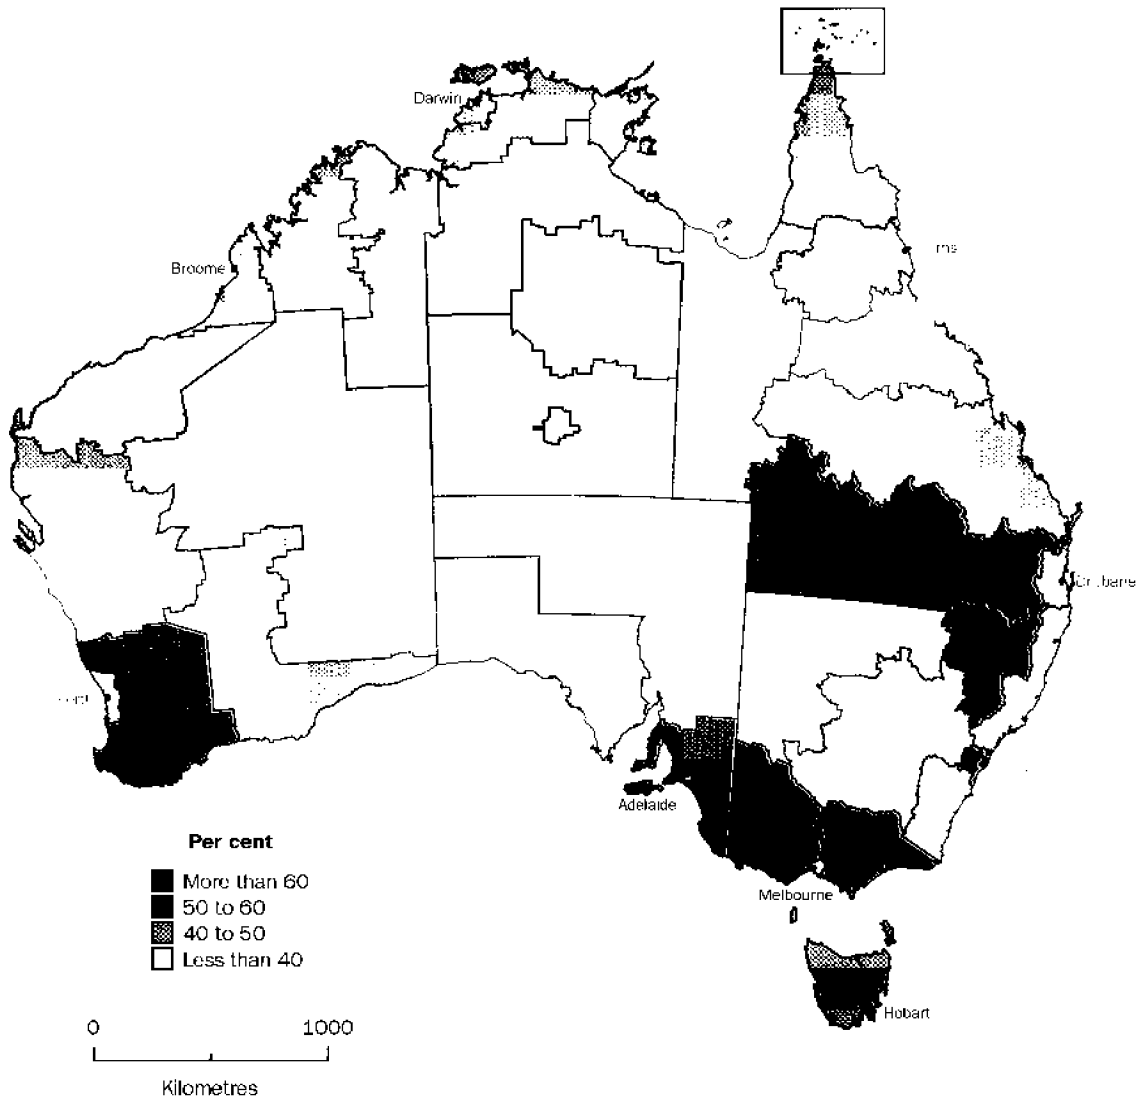 Darwin
Broome
Adelaide
Per cent
More than 60
50 to 60
40 to 50
Less than 40
Melbourne
Hobart
0 1000
Kilometres